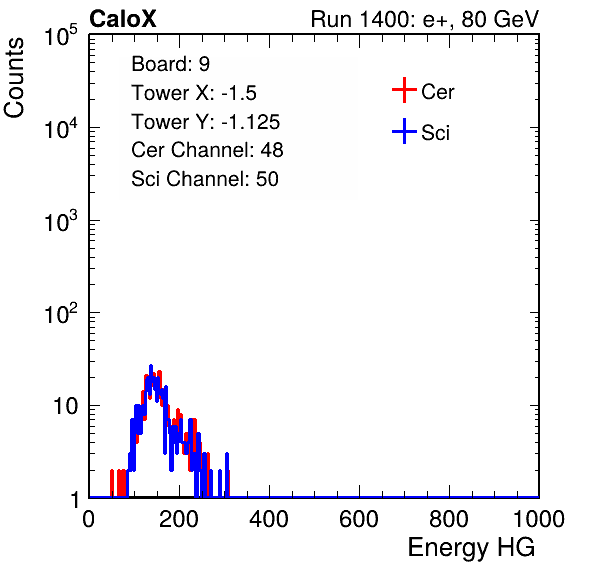 CaloX
Run 1400: e+, 80 GeV
Counts
Board: 9
Tower X: -1.5
Tower Y: -1.125
Cer Channel: 48
Sci Channel: 50
Cer
Sci
10^5
10^4
10^3
10^2
10
1
0 200 400 600 800 1000
Energy HG